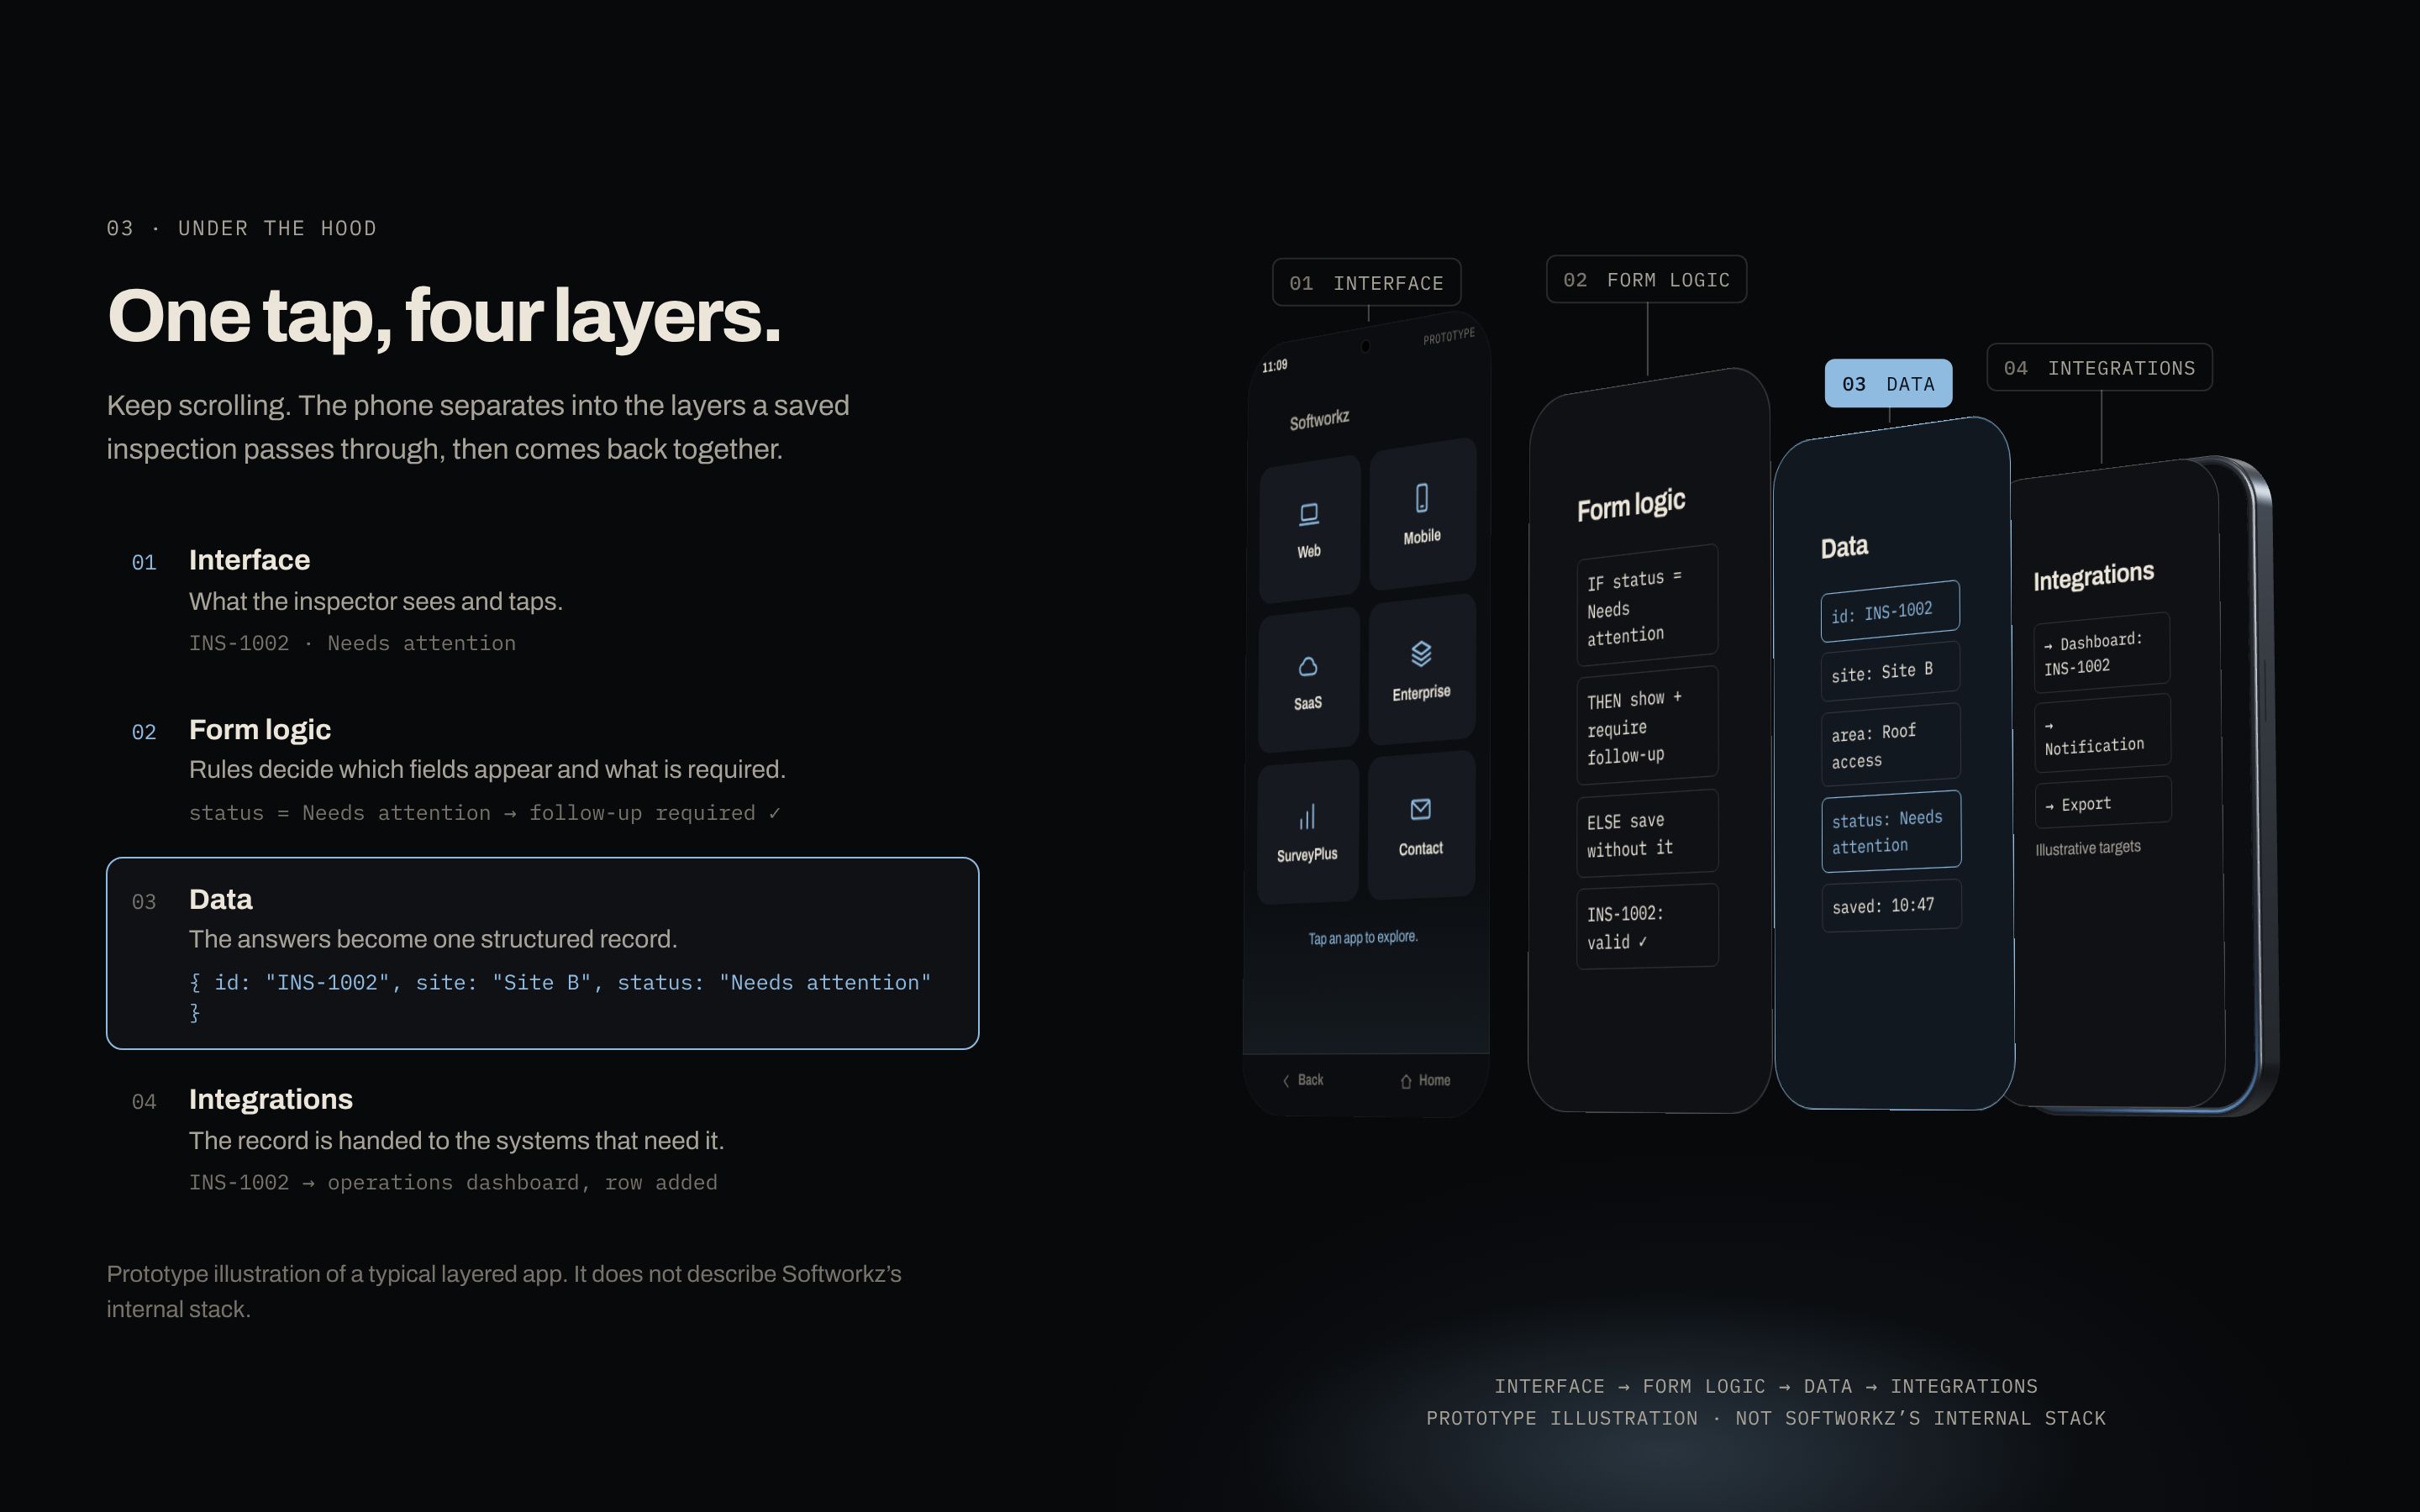 03 · UNDER THE HOOD
One tap, four layers.
Keep scrolling. The phone separates into the layers a saved
inspection passes through, then comes back together.
01 Interface
What the inspector sees and taps.
INS-1002 · Needs attention
02 Form logic
Rules decide which fields appear and what is required.
status = Needs attention → follow-up required ✓
03 Data
The answers become one structured record.
{ id: "INS-1002", site: "Site B", status: "Needs attention"
}
04 Integrations
The record is handed to the systems that need it.
INS-1002 → operations dashboard, row added
Prototype illustration of a typical layered app. It does not describe Softworkz’s
internal stack.
01 INTERFACE
11:09
PROTOTYPE
Softworkz
Web
Mobile
SaaS
Enterprise
SurveyPlus
Contact
Tap an app to explore.
Back
Home
02 FORM LOGIC
Form logic
IF status =
Needs
attention
THEN show +
require
follow-up
ELSE save
without it
INS-1002:
valid ✓
03 DATA
Data
id: INS-1002
site: Site B
area: Roof
access
status: Needs
attention
saved: 10:47
04 INTEGRATIONS
Integrations
→ Dashboard:
INS-1002
→
Notification
→ Export
Illustrative targets
INTERFACE → FORM LOGIC → DATA → INTEGRATIONS
PROTOTYPE ILLUSTRATION · NOT SOFTWORKZ’S INTERNAL STACK